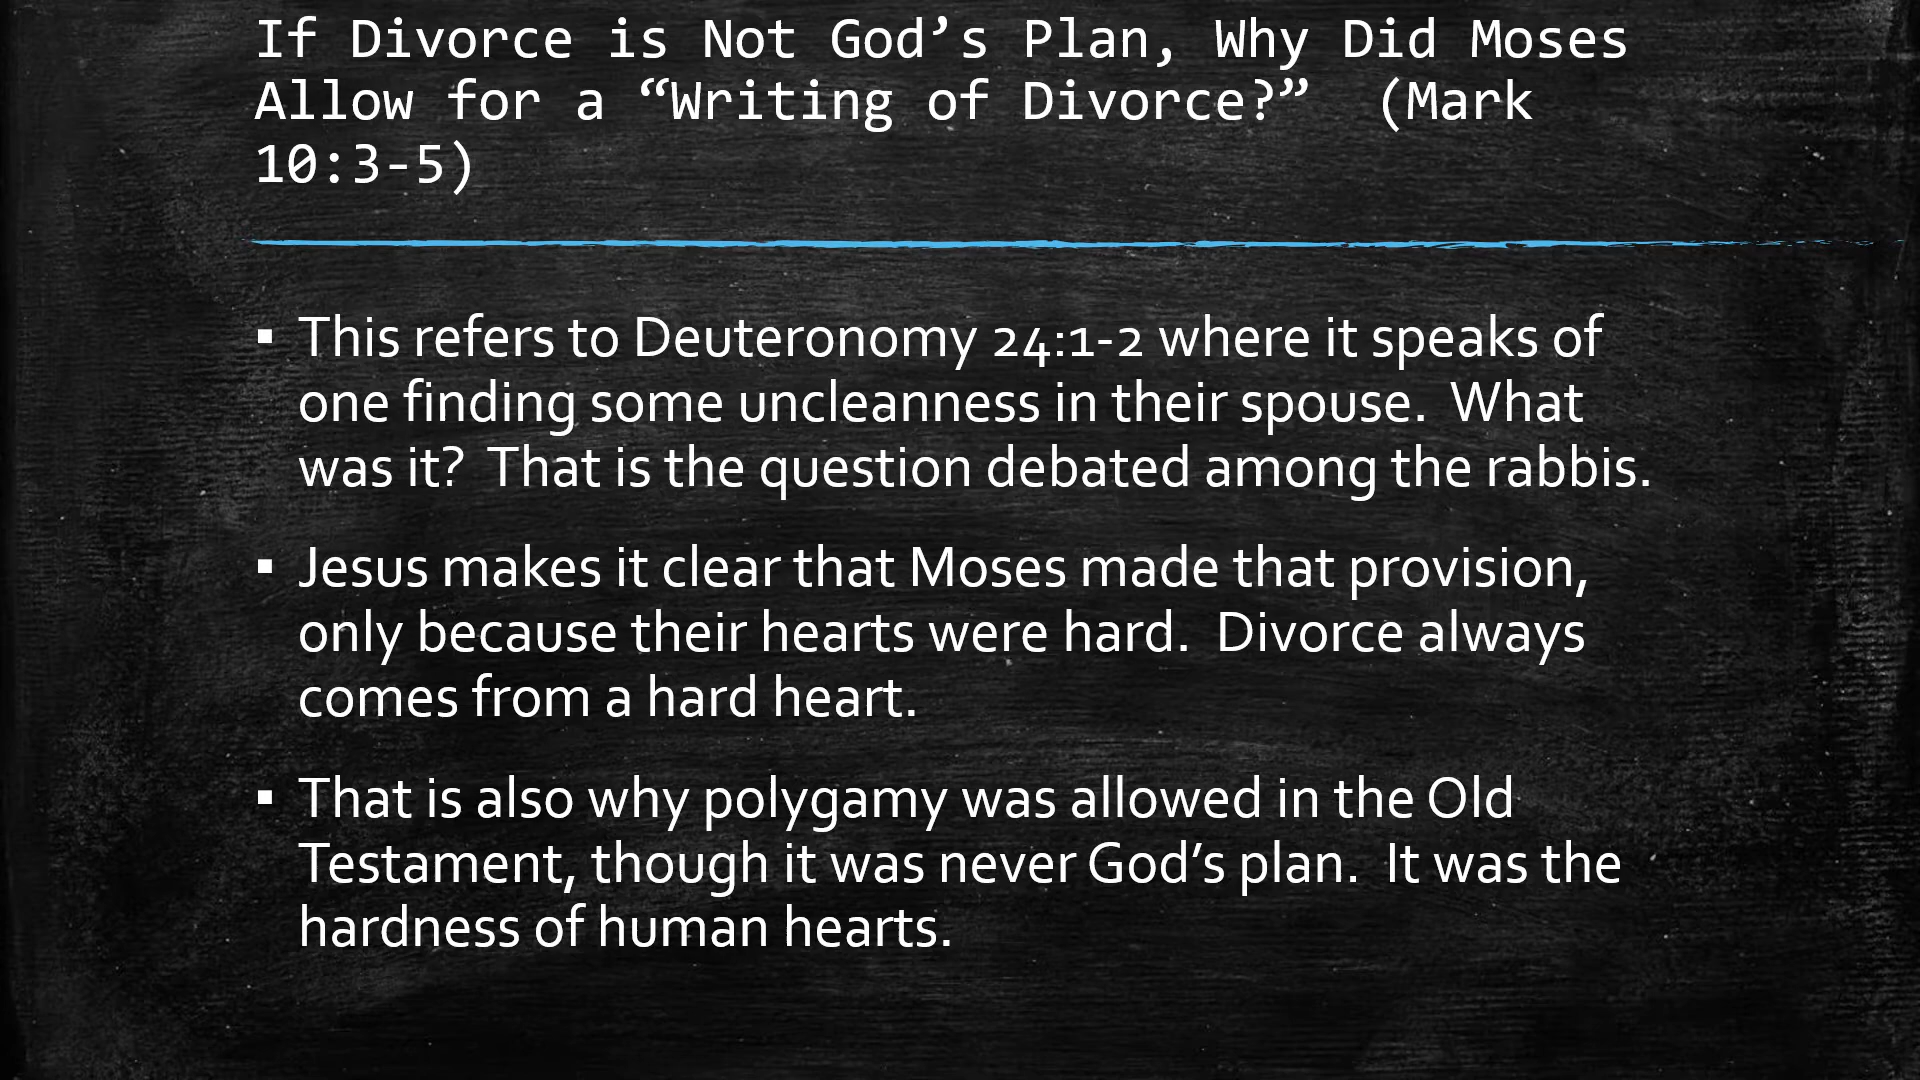 If Divorce is Not God’s Plan, Why Did Moses
Allow for a “Writing of Divorce?”  (Mark
10:3-5)
▪ This refers to Deuteronomy 24:1-2 where it speaks of
one finding some uncleanness in their spouse.  What
was it?  That is the question debated among the rabbis.
▪ Jesus makes it clear that Moses made that provision,
only because their hearts were hard.  Divorce always
comes from a hard heart.
▪ That is also why polygamy was allowed in the Old
Testament, though it was never God’s plan.  It was the
hardness of human hearts.